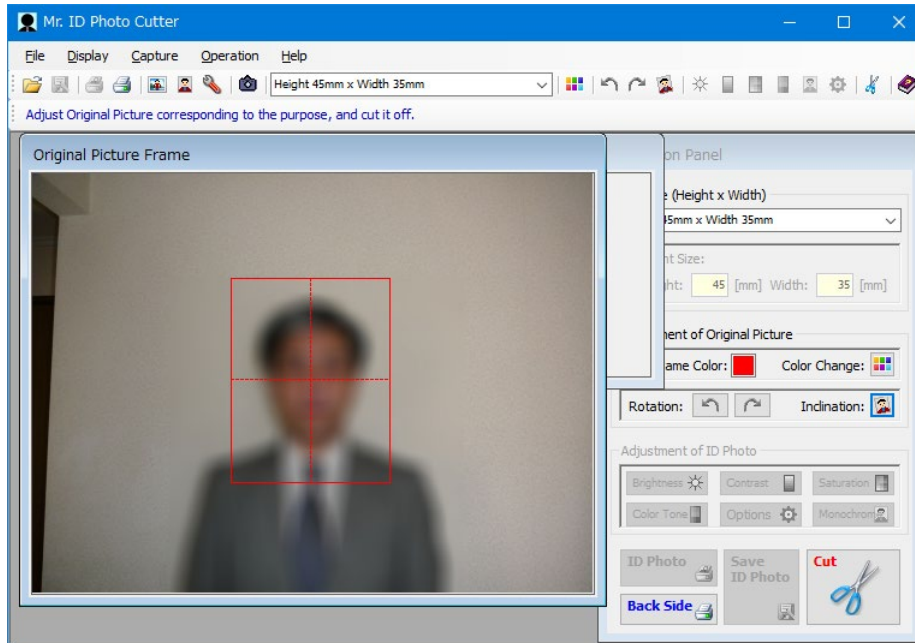 Mr. ID Photo Cutter
File Display Capture Operation Help
Height 45mm x Width 35mm
Adjust Original Picture corresponding to the purpose, and cut it off.
Original Picture Frame
on Panel
(Height x Width)
45mm x Width 35mm
nt Size:
ht: 45 [mm] Width: 35 [mm]
ment of Original Picture
ame Color: Color Change:
Rotation: Inclination:
Adjustment of ID Photo
Brightness Contrast Saturation
Color Tone Options Monochrom
ID Photo Save ID Photo Cut
Back Side